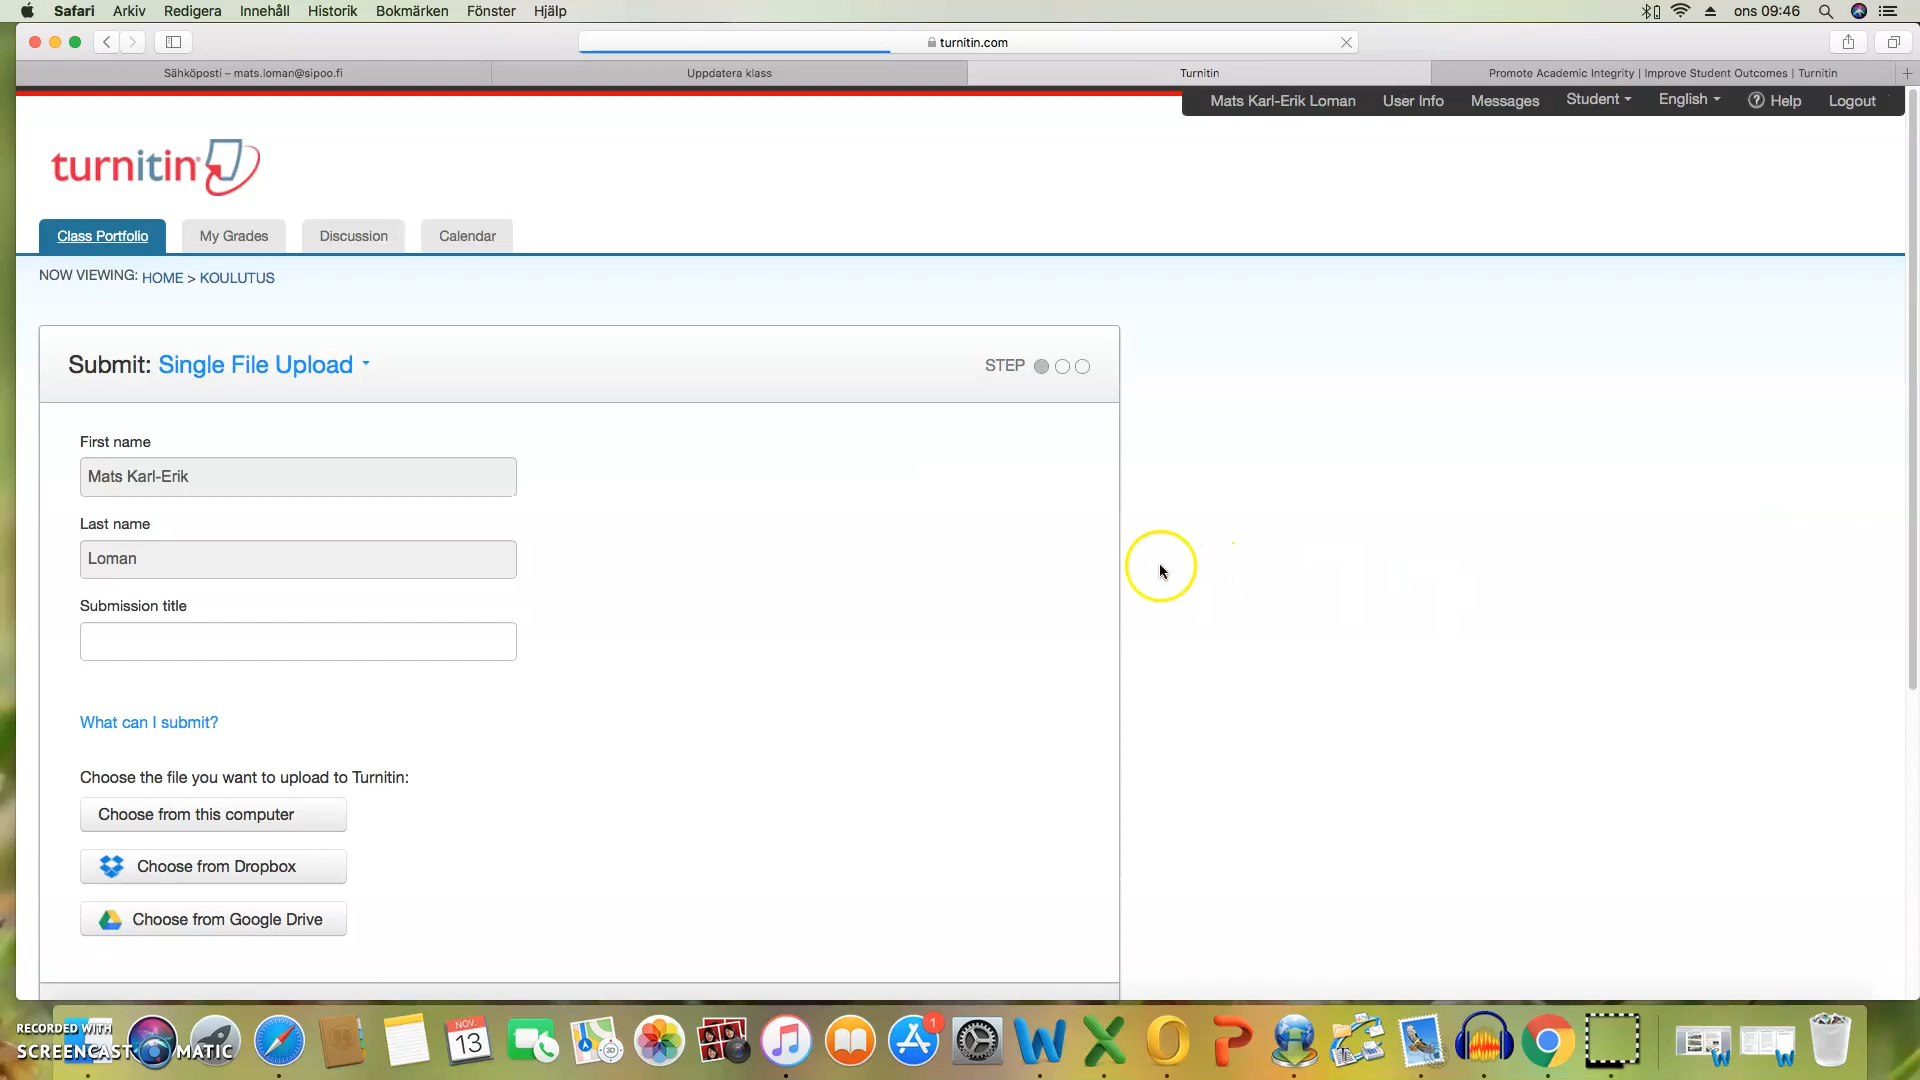 Safari Arkiv Redigera Innehåll Historik Bokmärken Fönster Hjälp ons 09:46
turnitin.com
Sähköposti – mats.loman@sipoo.fi Uppdatera klass Turnitin Promote Academic Integrity | Improve Student Outcomes | Turnitin
Mats Karl-Erik Loman User Info Messages Student English Help Logout
turnitin
Class Portfolio My Grades Discussion Calendar
NOW VIEWING: HOME > KOULUTUS
Submit: Single File Upload STEP
First name
Mats Karl-Erik
Last name
Loman
Submission title
What can I submit?
Choose the file you want to upload to Turnitin:
Choose from this computer
Choose from Dropbox
Choose from Google Drive
NOV.
13
3D
1
RECORDED WITH
SCREENCAST MATIC